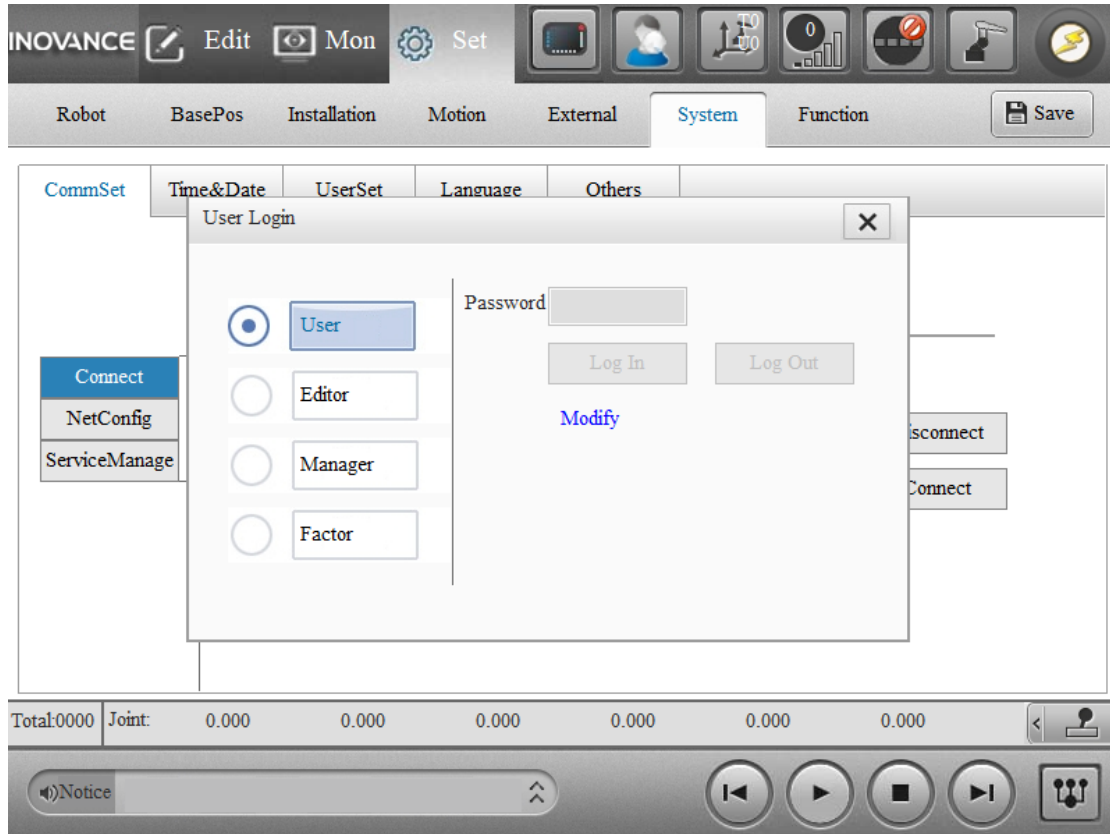 INOVANCE Edit Mon Set T0 U0 0
Robot BasePos Installation Motion External System Function Save
CommSet Time&Date UserSet Language Others
User Login
Password
User
Log In Log Out
Connect
Editor
Modify
NetConfig
isconnect
ServiceManage
Manager
Connect
Factor
Total:0000 Joint: 0.000 0.000 0.000 0.000 0.000 0.000
Notice